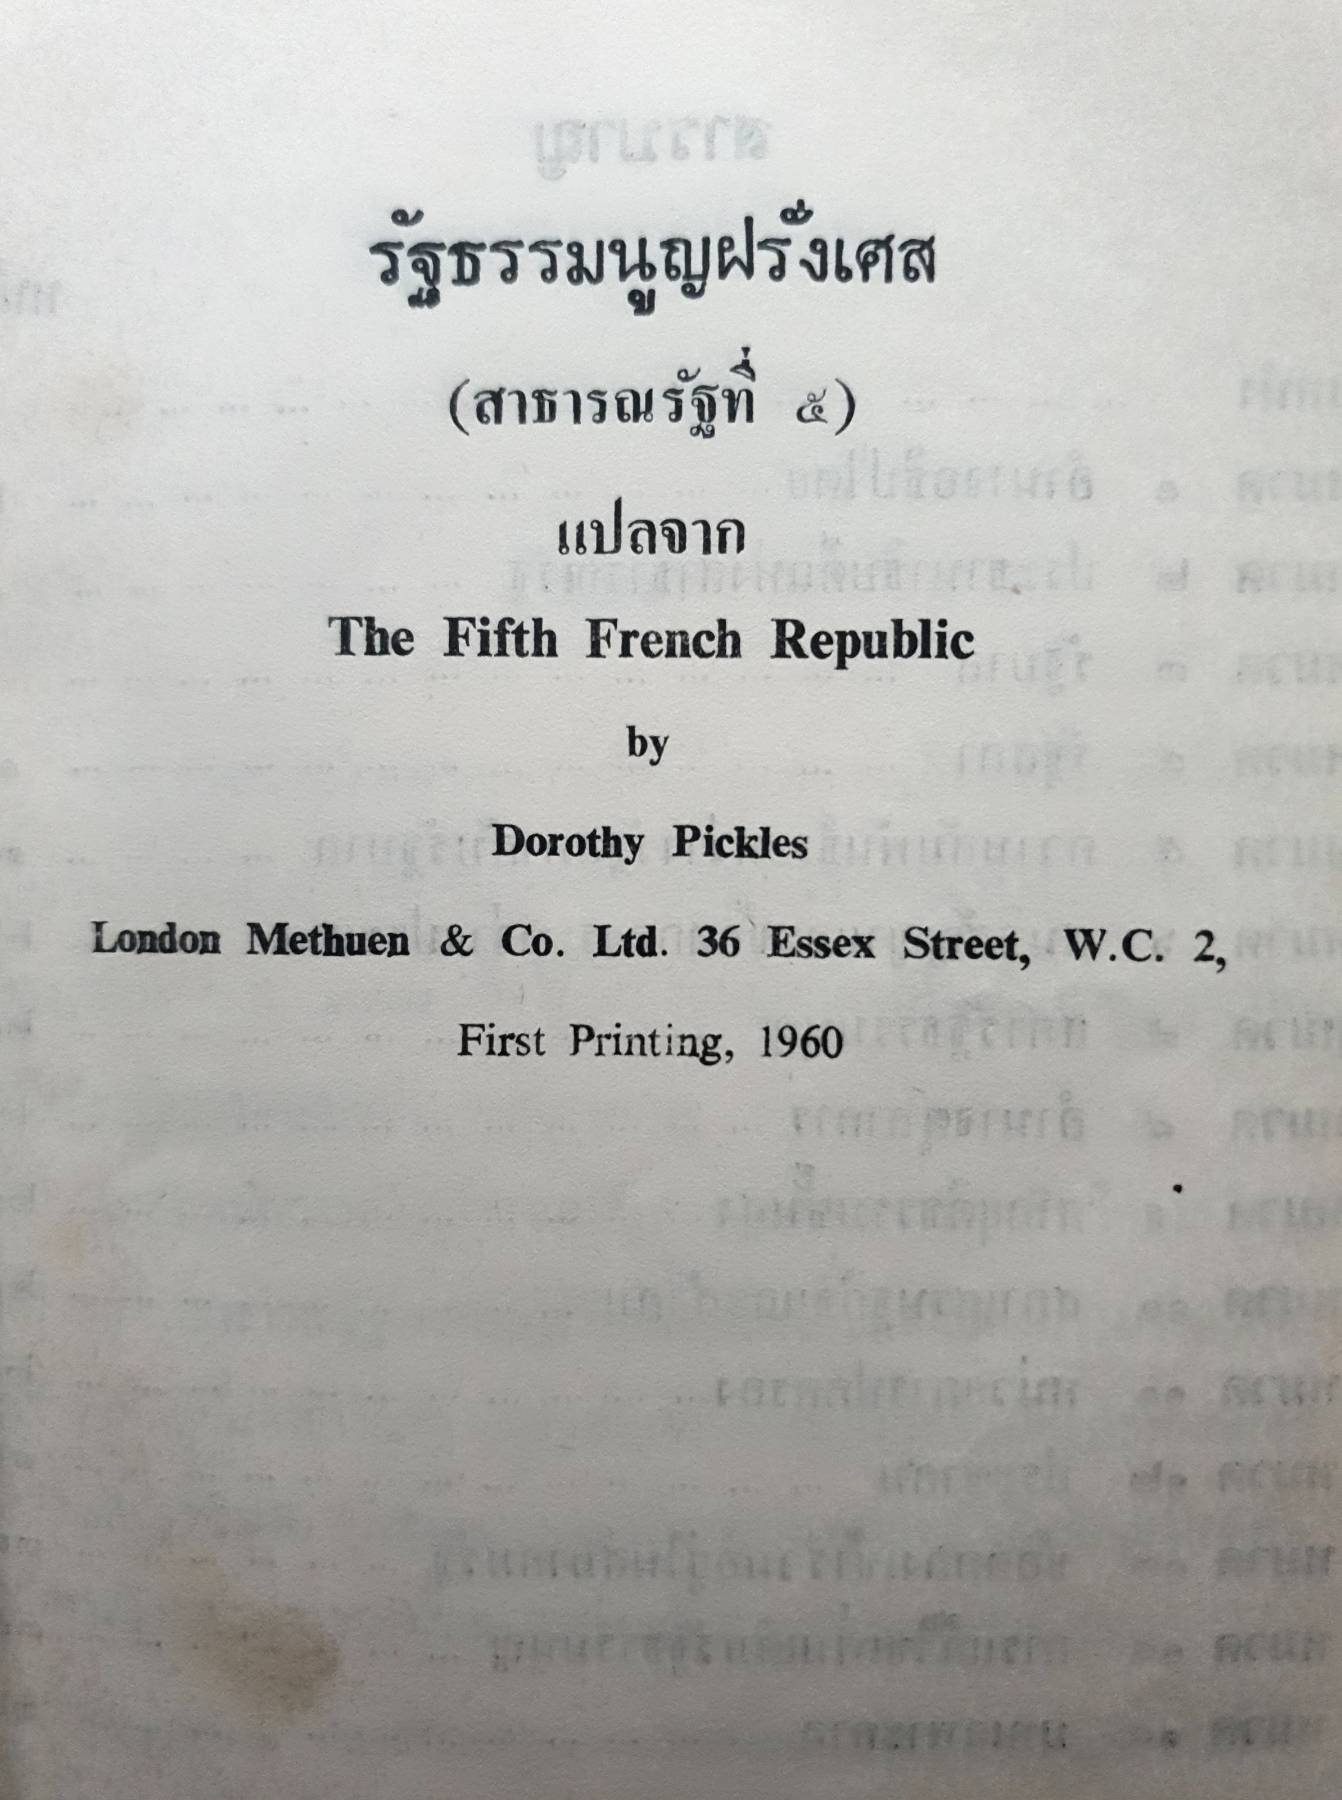 รัฐธรรมนูญฝรั่งเศส
(สาธารณรัฐที่ ๕)
แปลจาก
The Fifth French Republic
by
Dorothy Pickles
London Methuen & Co. Ltd. 36 Essex Street, W.C. 2,
First Printing, 1960